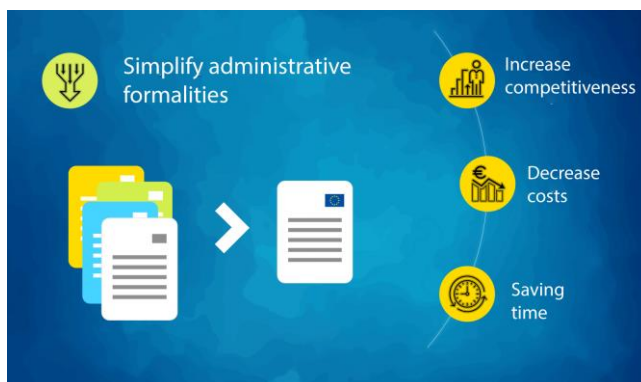 Simplify administrative
formalities
Increase
competitiveness
Decrease
costs
Saving
time